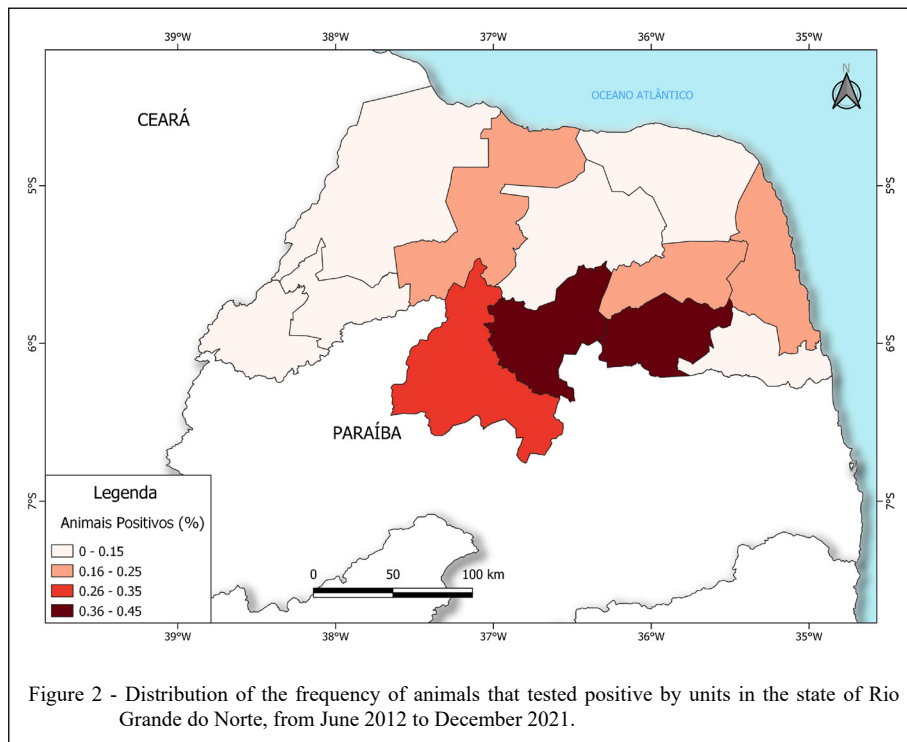 39°W 38°W 37°W 36°W 35°W
N
OCEANO ATLÂNTICO
CEARÁ
5°S 5°S
6°S 6°S
PARAÍBA
7°S 7°S
Legenda
Animais Positivos (%)
0 - 0.15
0.16 - 0.25
0.26 - 0.35
0.36 - 0.45
0 50 100 km
39°W 38°W 37°W 36°W 35°W
Figure 2 - Distribution of the frequency of animals that tested positive by units in the state of Rio
Grande do Norte, from June 2012 to December 2021.